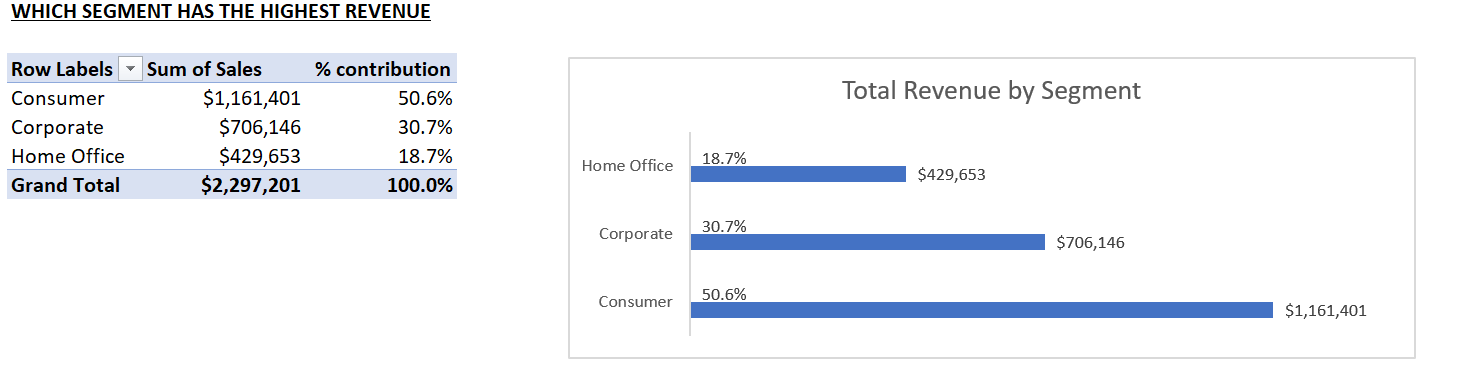 WHICH SEGMENT HAS THE HIGHEST REVENUE
Row Labels Sum of Sales % contribution
Consumer $1,161,401 50.6%
Corporate $706,146 30.7%
Home Office $429,653 18.7%
Grand Total $2,297,201 100.0%
Total Revenue by Segment
Home Office 18.7% $429,653
Corporate 30.7% $706,146
Consumer 50.6% $1,161,401